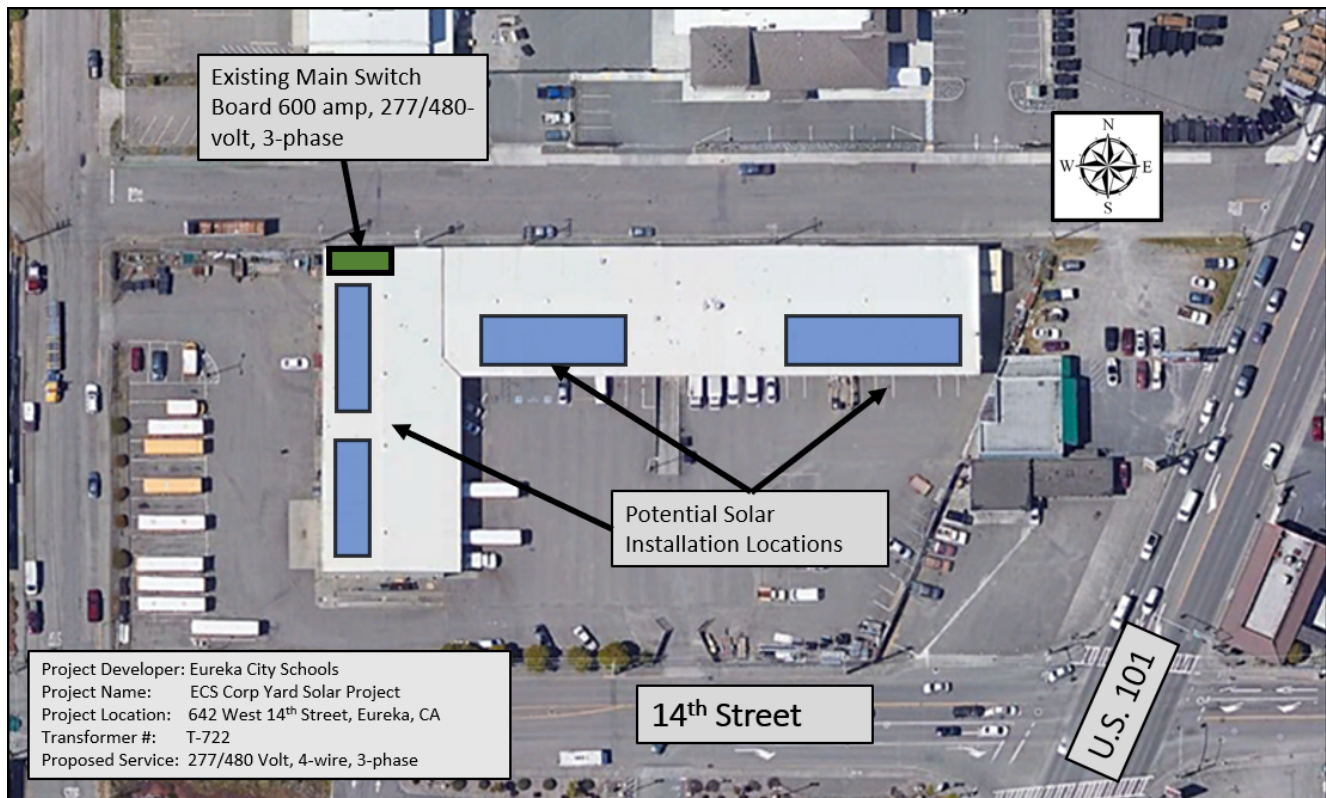 Existing Main Switch
Board 600 amp, 277/480-
volt, 3-phase
N
W E
S
Potential Solar
Installation Locations
Project Developer: Eureka City Schools
Project Name: ECS Corp Yard Solar Project
Project Location: 642 West 14th Street, Eureka, CA
Transformer #: T-722
Proposed Service: 277/480 Volt, 4-wire, 3-phase
14th Street
U.S. 101